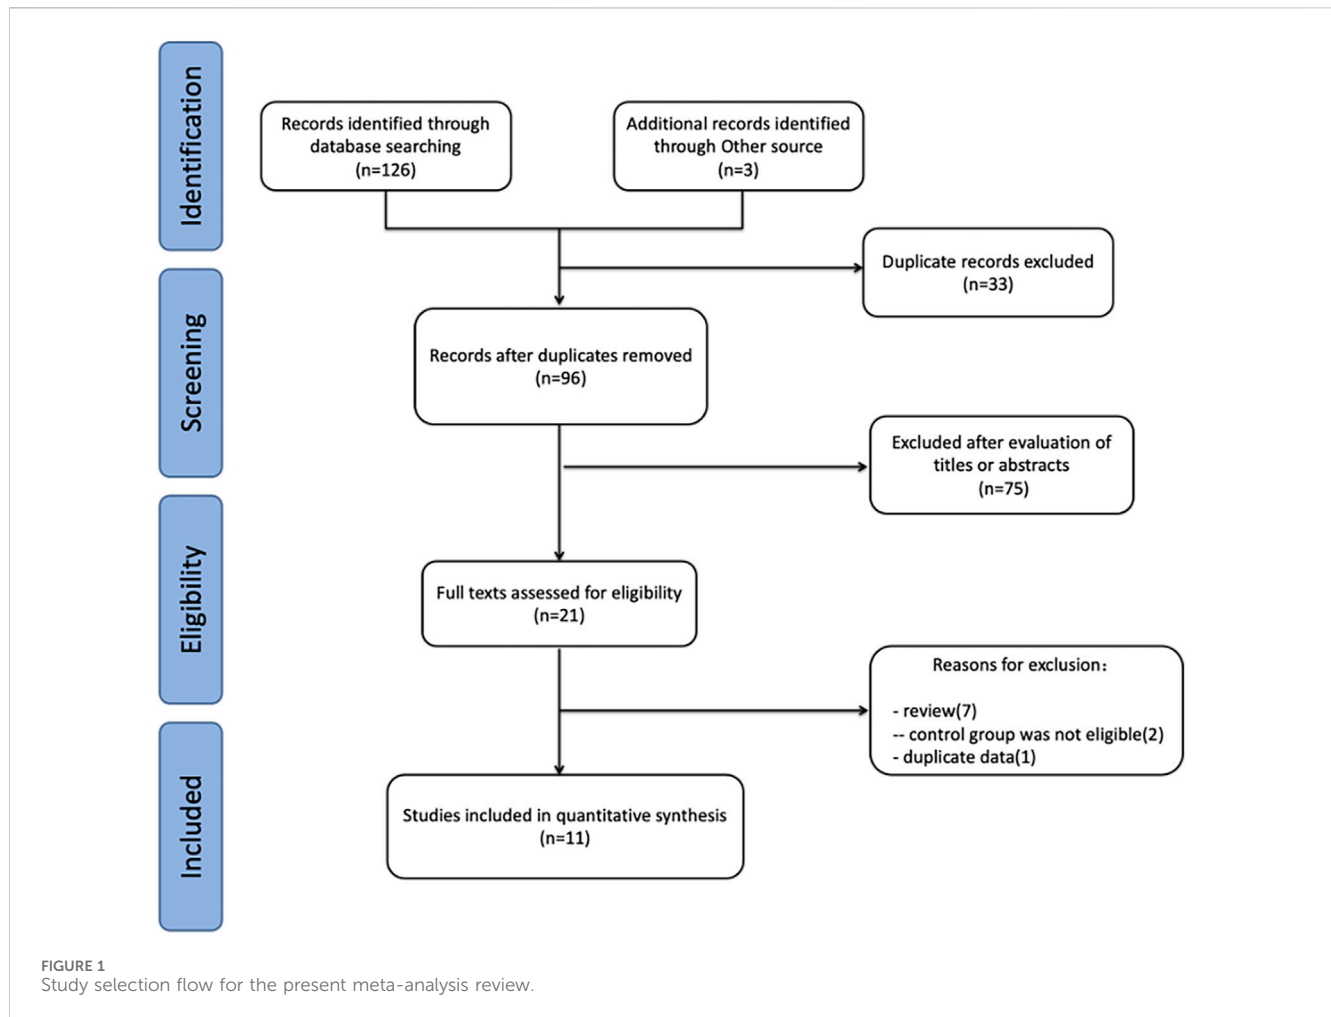 Identification
Records identified through
database searching
(n=126)
Additional records identified
through Other source
(n=3)
Duplicate records excluded
(n=33)
Screening
Records after duplicates removed
(n=96)
Excluded after evaluation of
titles or abstracts
(n=75)
Eligibility
Full texts assessed for eligibility
(n=21)
Reasons for exclusion：
- review(7)
-- control group was not eligible(2)
- duplicate data(1)
Included
Studies included in quantitative synthesis
(n=11)
FIGURE 1
Study selection flow for the present meta-analysis review.